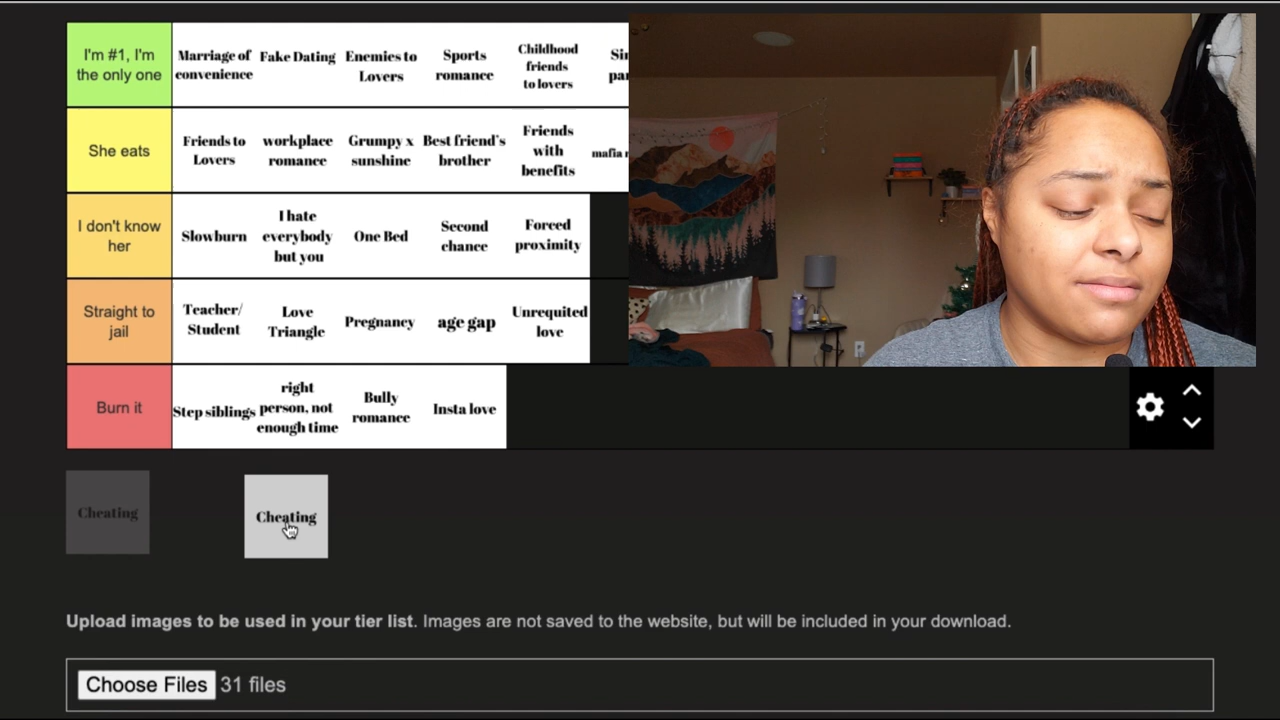 I'm #1, I'm
the only one
Marriage of
convenience
Fake Dating
Enemies to
Lovers
Sports
romance
Childhood
friends
to lovers
She eats
Friends to
Lovers
workplace
romance
Grumpy x
sunshine
Best friend's
brother
Friends
with
benefits
mafia
I don't know
her
Slowburn
I hate
everybody
but you
One Bed
Second
chance
Forced
proximity
Straight to
jail
Teacher/
Student
Love
Triangle
Pregnancy
age gap
Unrequited
love
Burn it
Step siblings
right
person, not
enough time
Bully
romance
Insta love
Cheating
Cheating
Upload images to be used in your tier list. Images are not saved to the website, but will be included in your download.
Choose Files 31 files